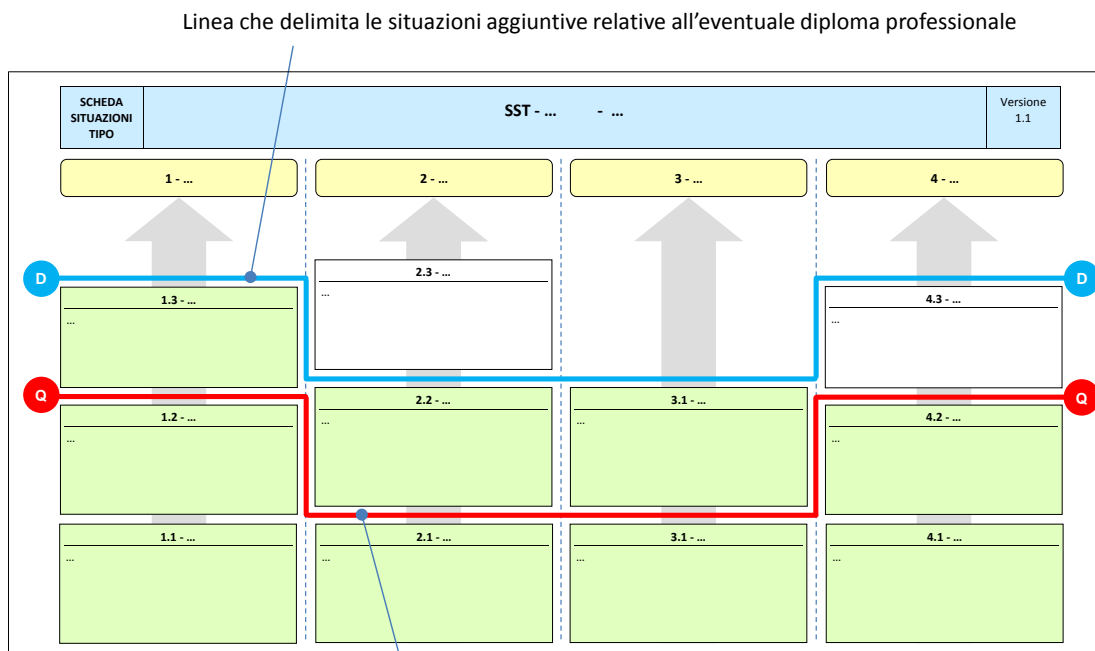 Linea che delimita le situazioni aggiuntive relative all’eventuale diploma professionale
SCHEDA
SITUAZIONI
TIPO
SST - … - …
Versione
1.1
1 - …
2 - …
3 - …
4 - …
D
2.3 - …
…
D
1.3 - …
…
4.3 - …
…
Q
2.2 - …
…
3.1 - …
…
Q
1.2 - …
…
4.2 - …
…
1.1 - …
…
2.1 - …
…
3.1 - …
…
4.1 - …
…